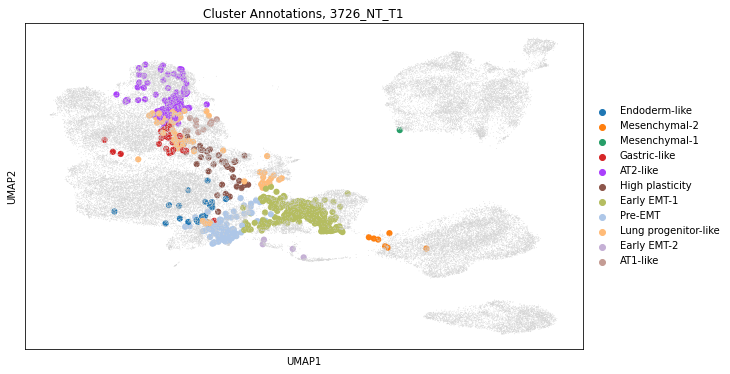 Cluster Annotations, 3726_NT_T1
UMAP2
UMAP1
Endoderm-like
Mesenchymal-2
Mesenchymal-1
Gastric-like
AT2-like
High plasticity
Early EMT-1
Pre-EMT
Lung progenitor-like
Early EMT-2
AT1-like